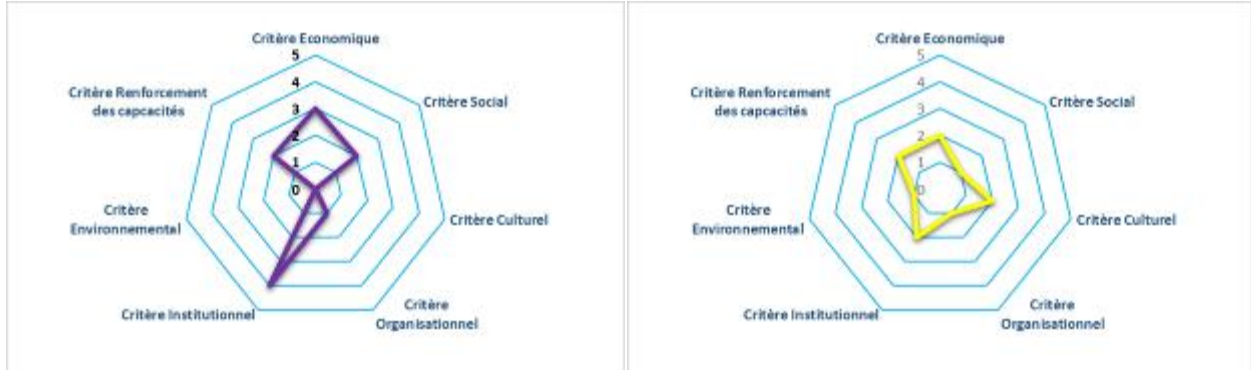 Critère Economique
5
4
3
2
1
0
Critère Social
Critère Culturel
Critère
Organisationnel
Critère Institutionnel
Critère
Environnemental
Critère Renforcement
des capcacités
Critère Economique
5
4
3
2
1
0
Critère Social
Critère Culturel
Critère
Organisationnel
Critère Institutionnel
Critère
Environnemental
Critère Renforcement
des capcacités